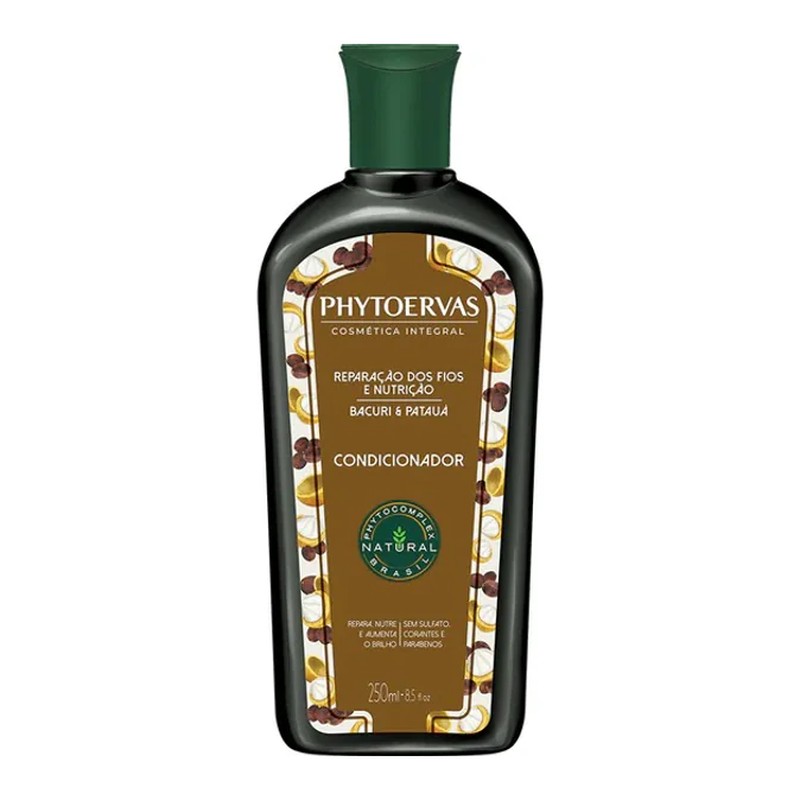 PHYTOERVAS
COSMÉTICA INTEGRAL
REPARAÇÃO DOS FIOS
E NUTRIÇÃO
BACURI & PATAUÁ
CONDICIONADOR
PHYTOCOMPLEX
NATURAL
BRASIL
REPARA, NUTRE
E AUMENTA
O BRILHO
SEM SULFATO,
CORANTES E
PARABENOS
250ml - 8,5 fl oz